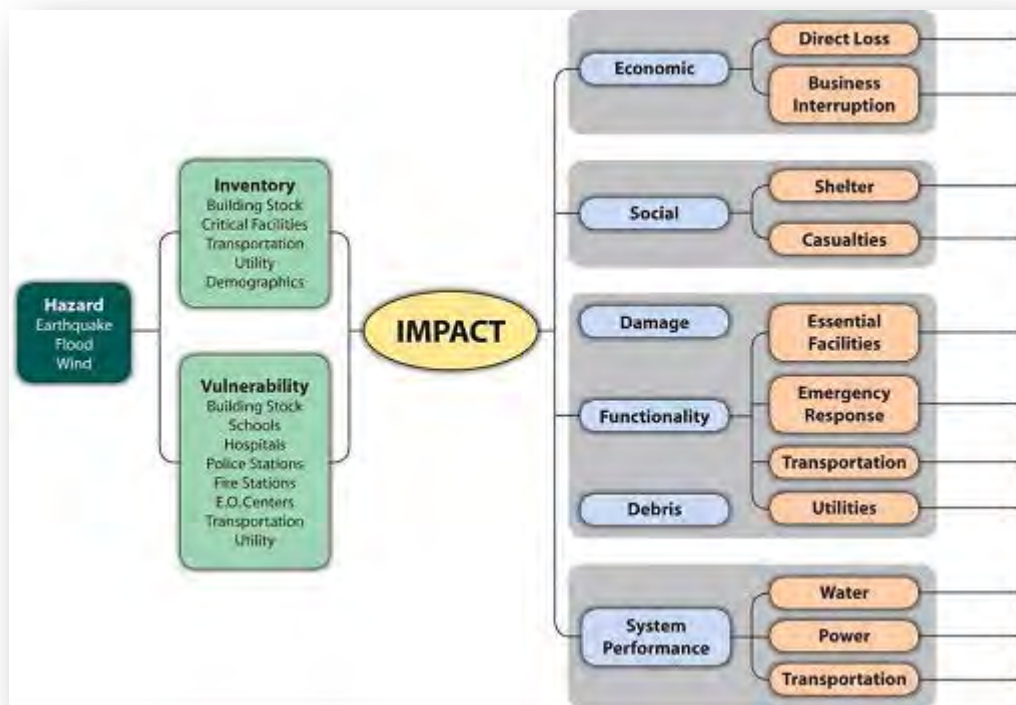 Hazard
Earthquake
Flood
Wind
Inventory
Building Stock
Critical Facilities
Transportation
Utility
Demographics
Vulnerability
Building Stock
Schools
Hospitals
Police Stations
Fire Stations
E.O.Centers
Transportation
Utility
IMPACT
Economic
Direct Loss
Business
Interruption
Social
Shelter
Casualties
Damage
Functionality
Debris
Essential
Facilities
Emergency
Response
Transportation
Utilities
System
Performance
Water
Power
Transportation